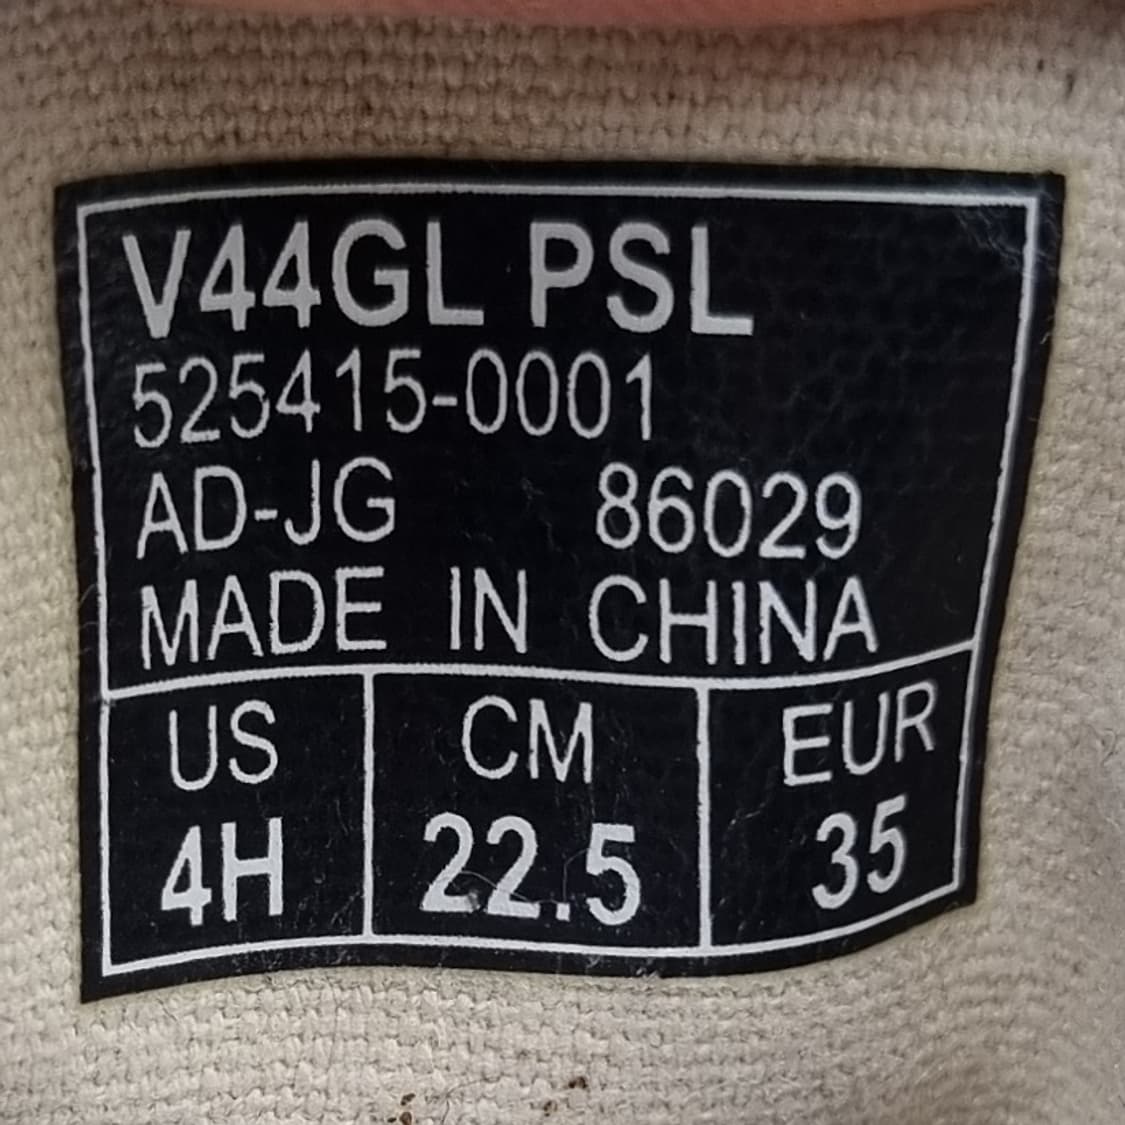 V44GL PSL
525415-0001
AD-JG 86029
MADE IN CHINA
US CM EUR
4H 22.5 35